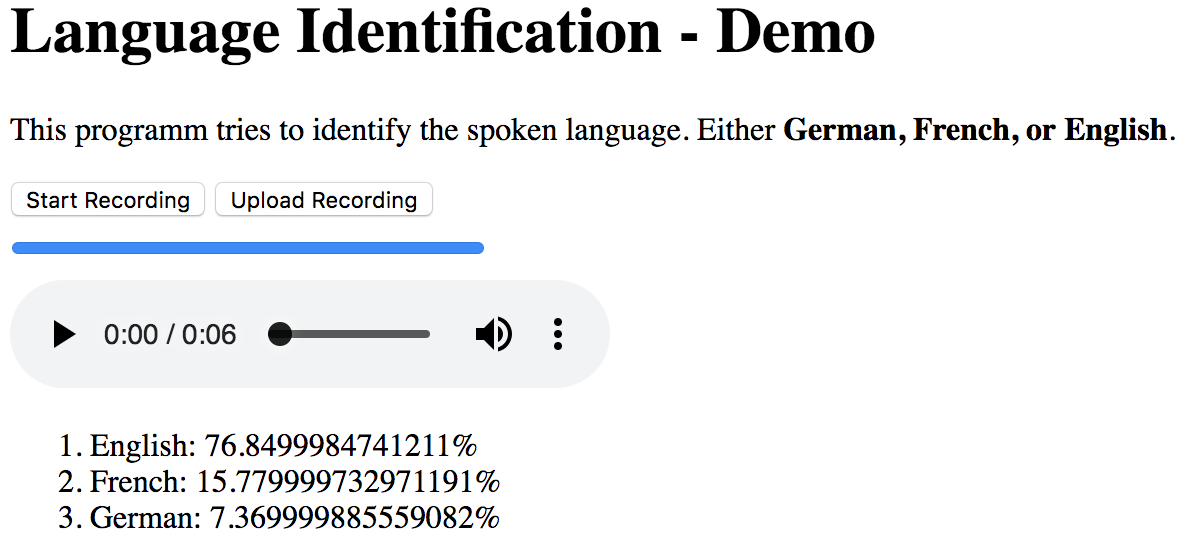 Language Identification - Demo
This programm tries to identify the spoken language. Either German, French, or English.
Start Recording Upload Recording
0:00 / 0:06
1. English: 76.8499984741211%
2. French: 15.779999732971191%
3. German: 7.369999885559082%